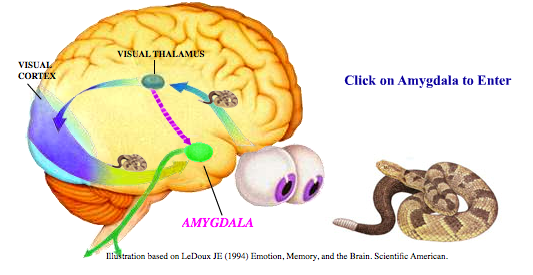 VISUAL THALAMUS
VISUAL
CORTEX
Click on Amygdala to Enter
AMYGDALA
Illustration based on LeDoux JE (1994) Emotion, Memory, and the Brain. Scientific American.